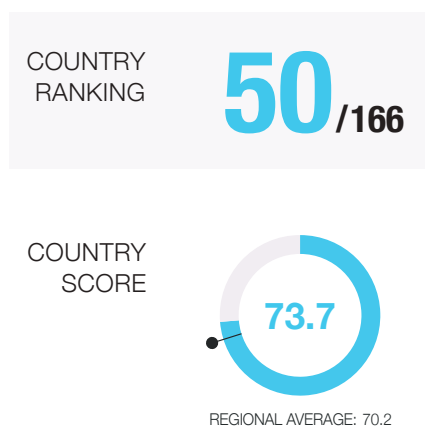 COUNTRY
RANKING
50/166
COUNTRY
SCORE
73.7
REGIONAL AVERAGE: 70.2